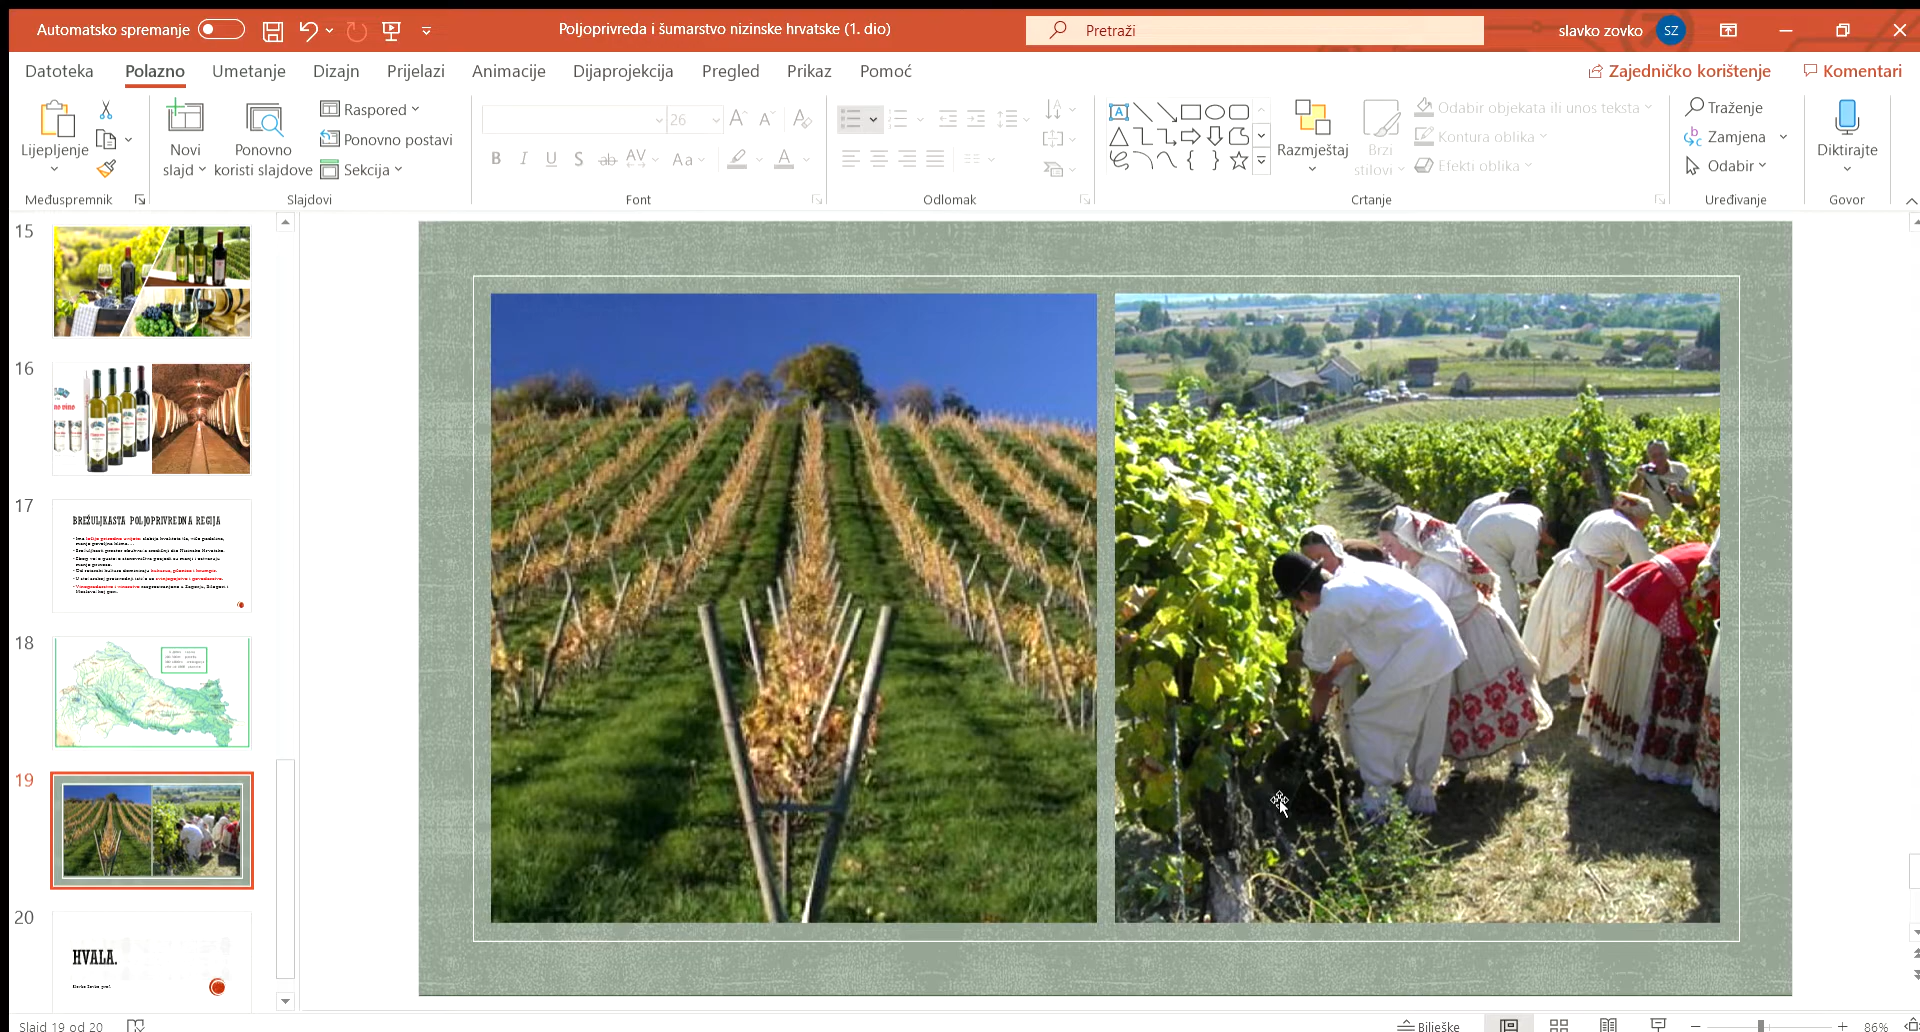 Automatsko spremanje
Poljoprivreda i šumarstvo nizinske hrvatske (1. dio)
Pretraži
slavko zovko
SZ
Datoteka
Polazno
Umetanje
Dizajn
Prijelazi
Animacije
Dijaprojekcija
Pregled
Prikaz
Pomoć
Zajedničko korištenje
Komentari
Lijepljenje
Međuspremnik
Novi slajd
Ponovno koristi slajdove
Raspored
Ponovno postavi
Sekcija
Slajdovi
26
Font
Odlomak
Razmještaj
Brzi stilovi
Odabir objekata ili unos teksta
Kontura oblika
Efekti oblika
Crtanje
Traženje
Zamjena
Odabir
Uređivanje
Diktirajte
Govor
15
16
17
BREŽULJKASTA POLJOPRIVREDNA REGIJA
18
19
20
HVALA.
Slajd 19 od 20
Bilješke
86%